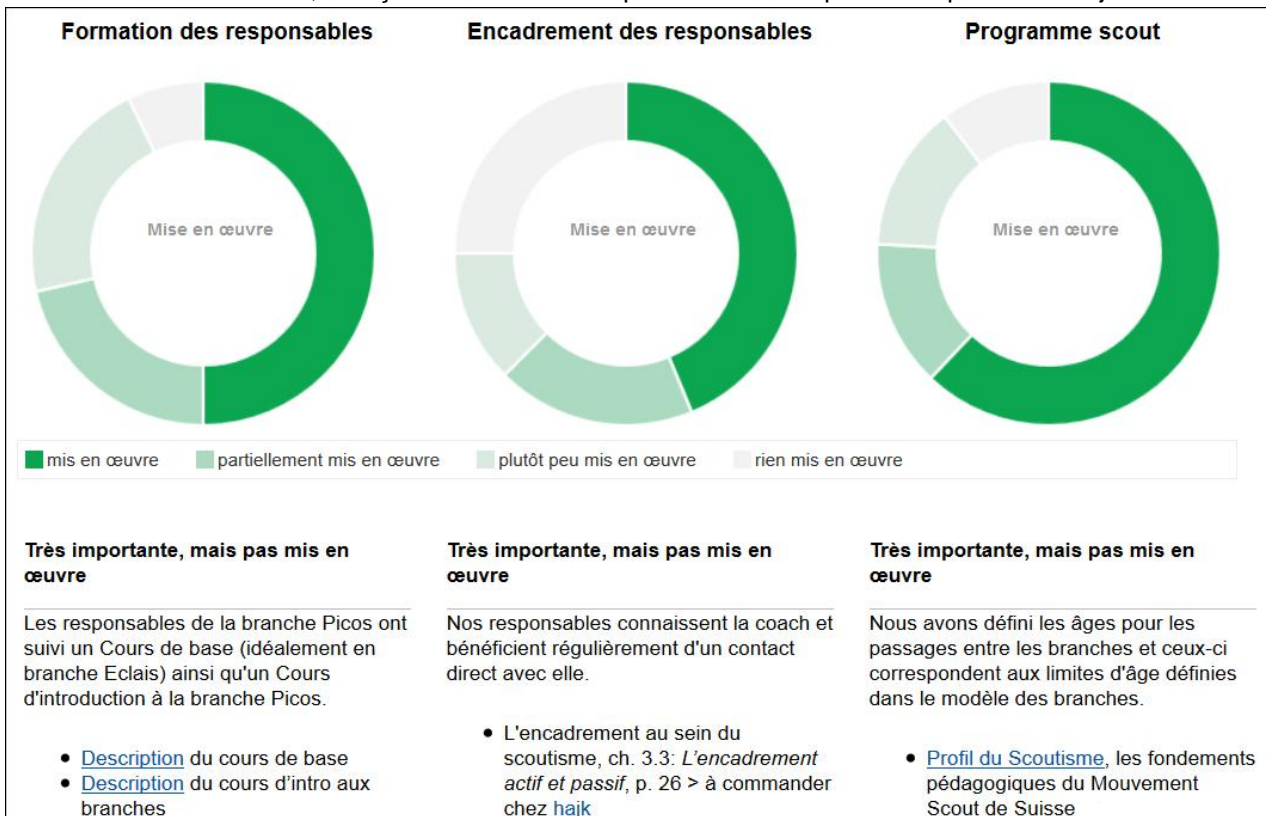 Formation des responsables
Encadrement des responsables
Programme scout
Mise en œuvre
Mise en œuvre
Mise en œuvre
mis en œuvre
partiellement mis en œuvre
plutôt peu mis en œuvre
rien mis en œuvre
Très importante, mais pas mis en
œuvre
Les responsables de la branche Picos ont
suivi un Cours de base (idéalement en
branche Eclais) ainsi qu'un Cours
d'introduction à la branche Picos.
Description du cours de base
Description du cours d'intro aux
branches
Très importante, mais pas mis en
œuvre
Nos responsables connaissent la coach et
bénéficient régulièrement d'un contact
direct avec elle.
L'encadrement au sein du
scoutisme, ch. 3.3: L'encadrement
actif et passif, p. 26 > à commander
chez hajk
Très importante, mais pas mis en
œuvre
Nous avons défini les âges pour les
passages entre les branches et ceux-ci
correspondent aux limites d'âge définies
dans le modèle des branches.
Profil du Scoutisme, les fondements
pédagogiques du Mouvement
Scout de Suisse